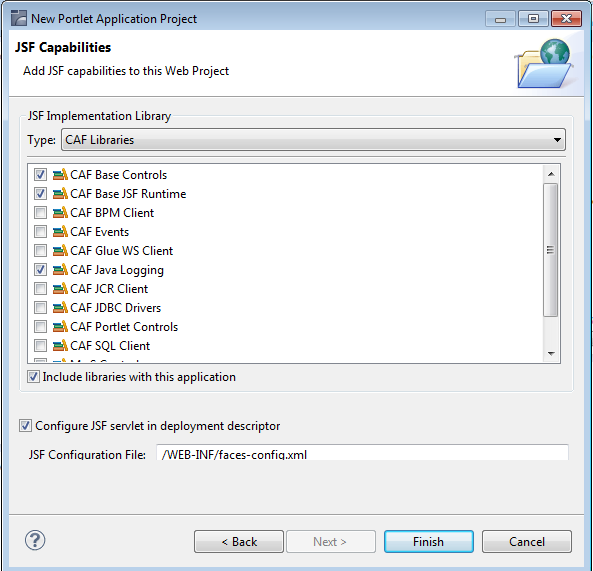 New Portlet Application Project
JSF Capabilities
Add JSF capabilities to this Web Project
JSF Implementation Library
Type: CAF Libraries
CAF Base Controls
CAF Base JSF Runtime
CAF BPM Client
CAF Events
CAF Glue WS Client
CAF Java Logging
CAF JCR Client
CAF JDBC Drivers
CAF Portlet Controls
CAF SQL Client
Include libraries with this application
Configure JSF servlet in deployment descriptor
JSF Configuration File: /WEB-INF/faces-config.xml
? < Back Next > Finish Cancel